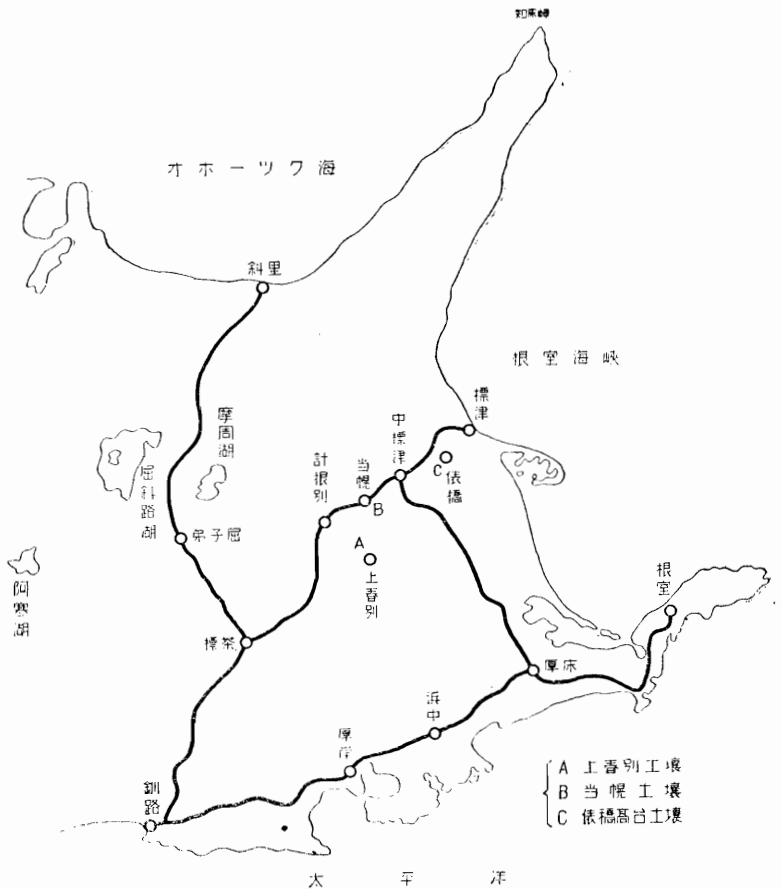 知床岬
オホーツク海
斜里
根室海峡
標津
中標津
摩周湖
屈斜路湖
計根別
当幌
B
C
俵橋
弟子屈
A
上春別
阿寒湖
根室
標茶
厚床
浜中
厚岸
釧路
A 上春別土壌
B 当幌土壌
C 俵橋高台土壌
太平洋